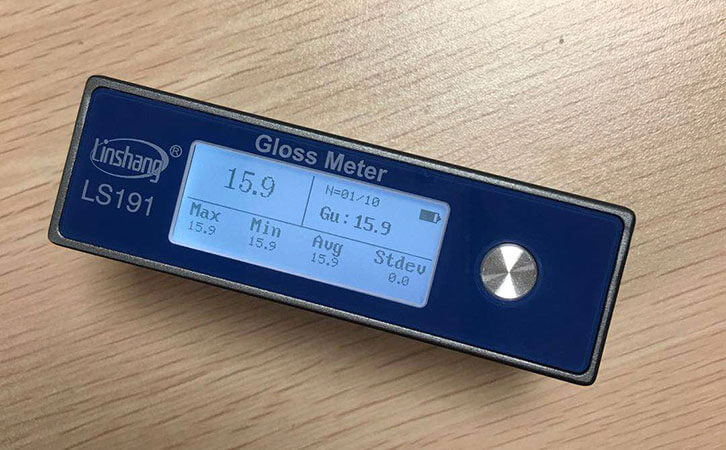 Gloss Meter
Linshang®
LS191
15.9
N=01/10
Gu:15.9
Max Min Avg Stdev
15.9 15.9 15.9 0.0